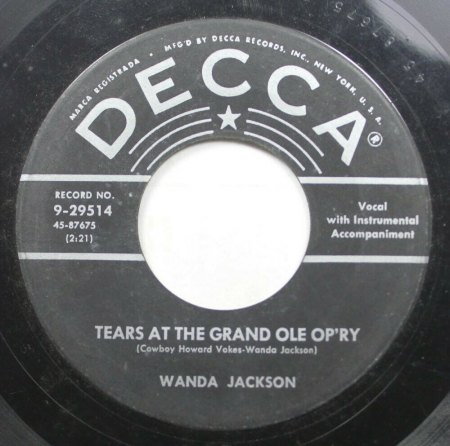 MARCA REGISTRADA • MF'G'D BY DECCA RECORDS, INC., NEW YORK, U. S. A.
DECCA®
RECORD NO.
9-29514
45-87675
(2:21)
Vocal
with Instrumental
Accompaniment
TEARS AT THE GRAND OLE OP'RY
(Cowboy Howard Vokes-Wanda Jackson)
WANDA JACKSON